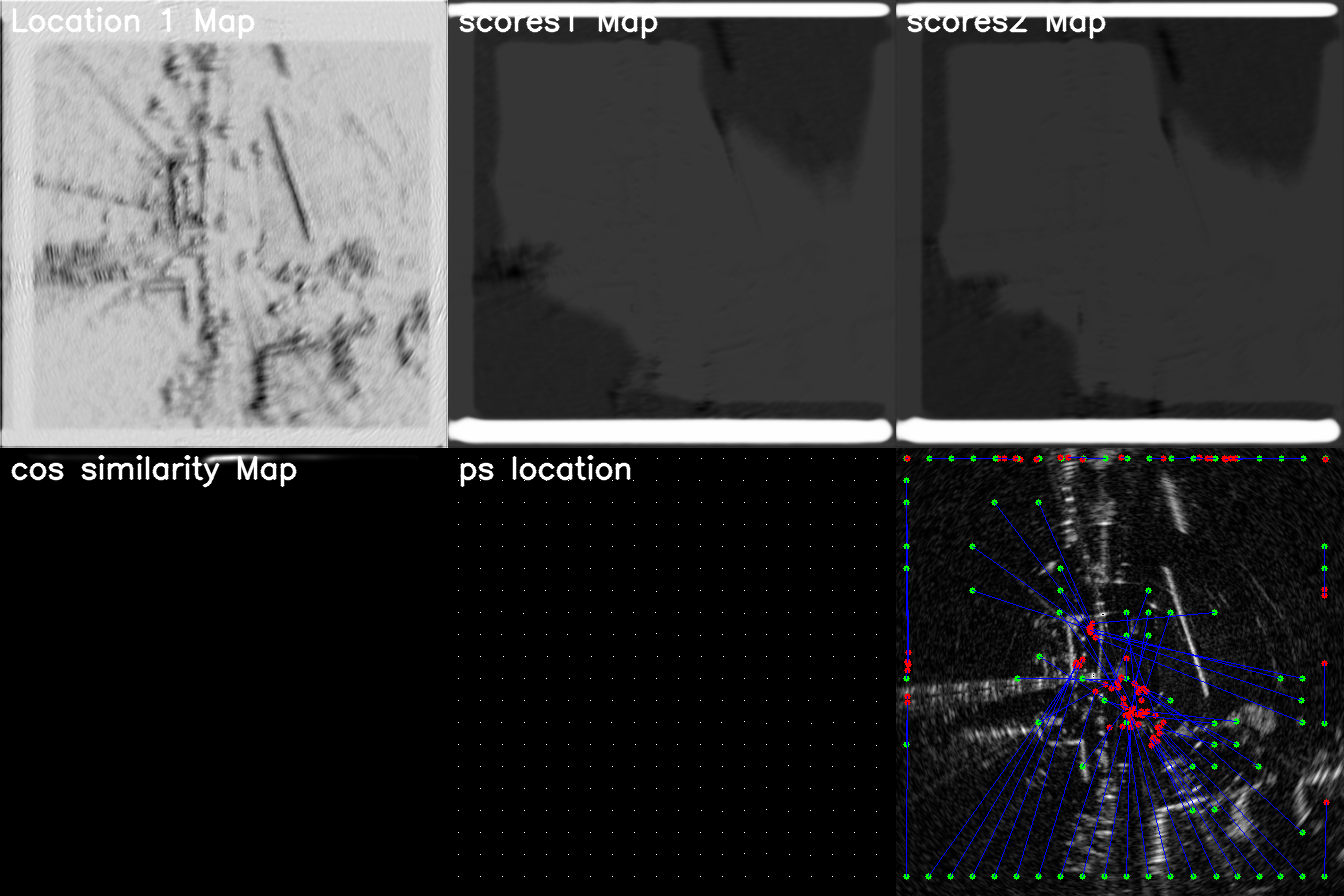 Location 1 Map
scores1 Map
scores2 Map
cos similarity Map
ps location